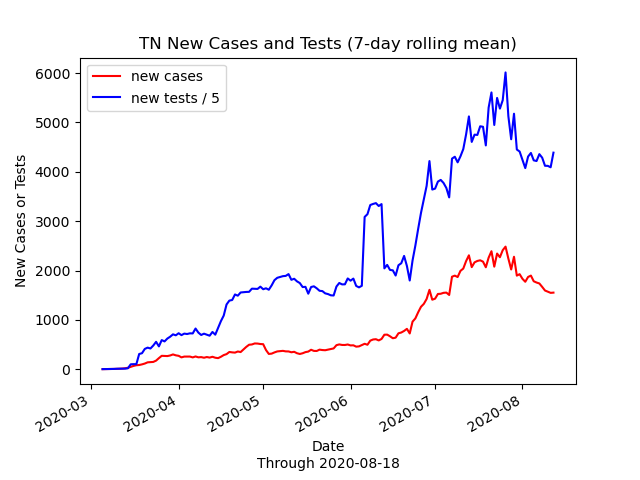 TN New Cases and Tests (7-day rolling mean)
new cases
new tests / 5
6000
5000
4000
3000
2000
1000
0
New Cases or Tests
2020-03
2020-04
2020-05
2020-06
2020-07
2020-08
Date
Through 2020-08-18